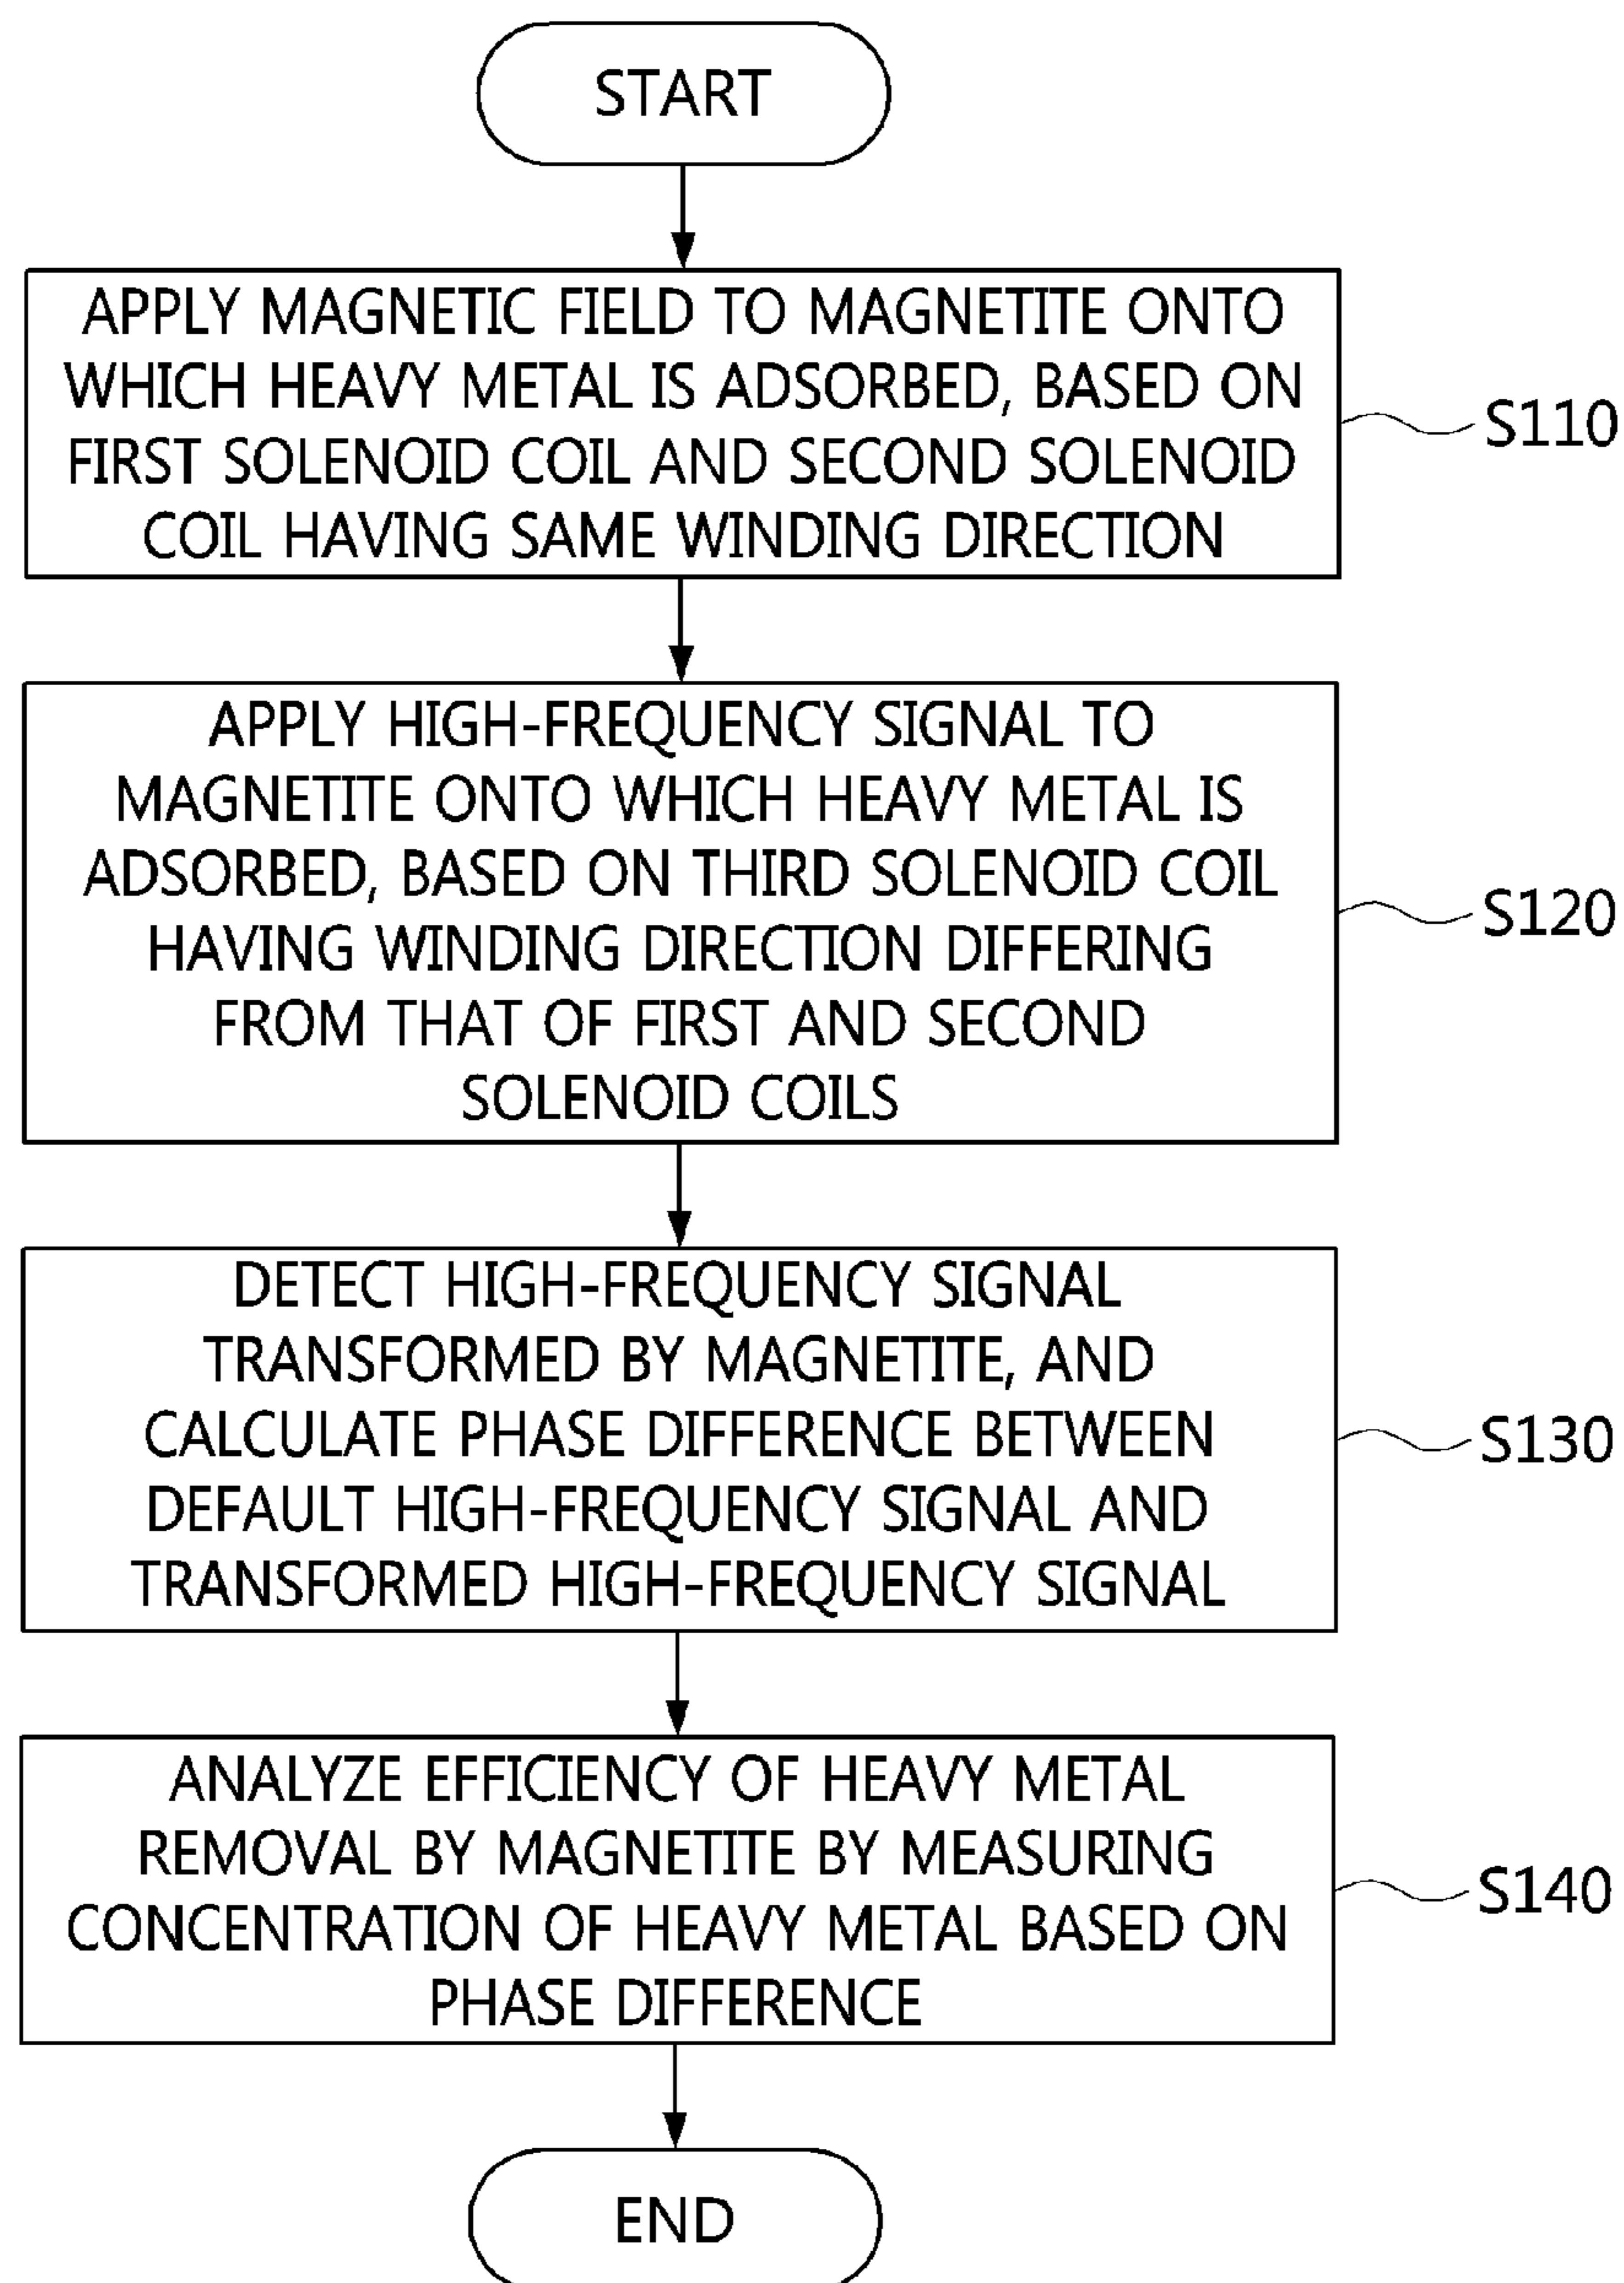 START
APPLY MAGNETIC FIELD TO MAGNETITE ONTO
WHICH HEAVY METAL IS ADSORBED, BASED ON
FIRST SOLENOID COIL AND SECOND SOLENOID
COIL HAVING SAME WINDING DIRECTION
S110
APPLY HIGH-FREQUENCY SIGNAL TO
MAGNETITE ONTO WHICH HEAVY METAL IS
ADSORBED, BASED ON THIRD SOLENOID COIL
HAVING WINDING DIRECTION DIFFERING
FROM THAT OF FIRST AND SECOND
SOLENOID COILS
S120
DETECT HIGH-FREQUENCY SIGNAL
TRANSFORMED BY MAGNETITE, AND
CALCULATE PHASE DIFFERENCE BETWEEN
DEFAULT HIGH-FREQUENCY SIGNAL AND
TRANSFORMED HIGH-FREQUENCY SIGNAL
S130
ANALYZE EFFICIENCY OF HEAVY METAL
REMOVAL BY MAGNETITE BY MEASURING
CONCENTRATION OF HEAVY METAL BASED ON
PHASE DIFFERENCE
S140
END